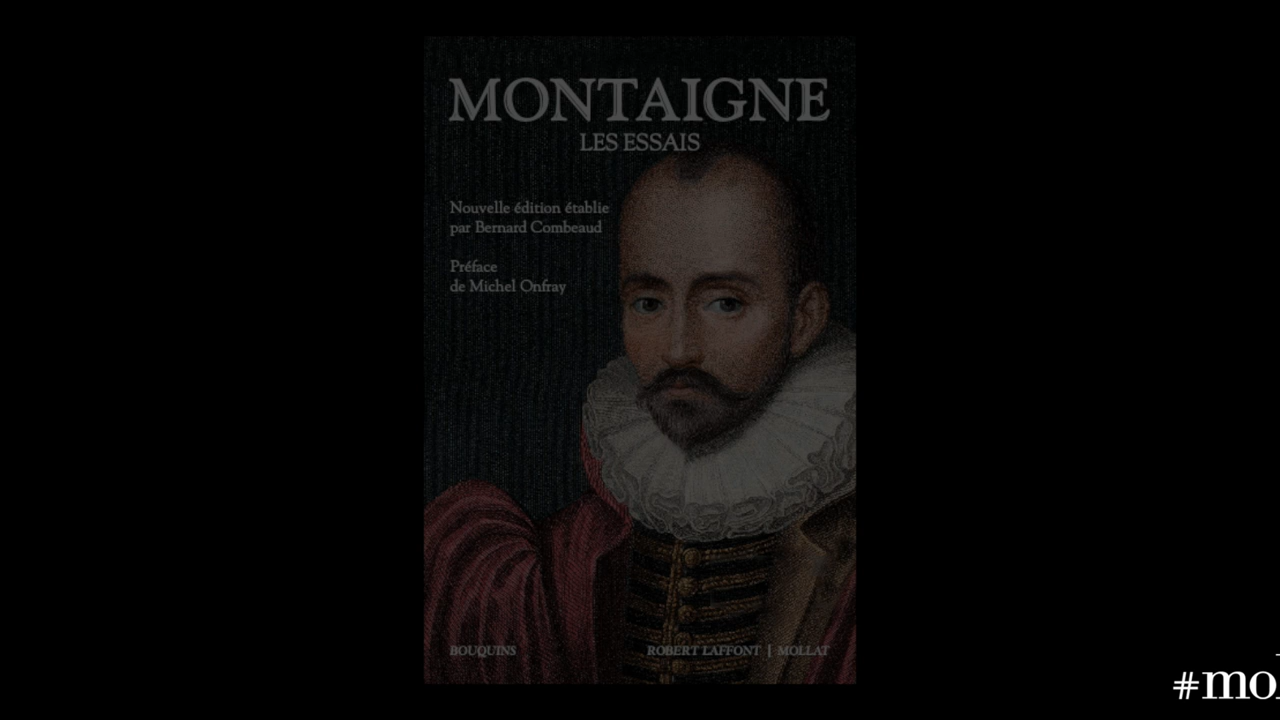 MONTAIGNE
LES ESSAIS
Nouvelle édition établie
par Bernard Combeaud
Préface
de Michel Onfray
BOUQUINS
ROBERT LAFFONT | MOLLAT
#mo